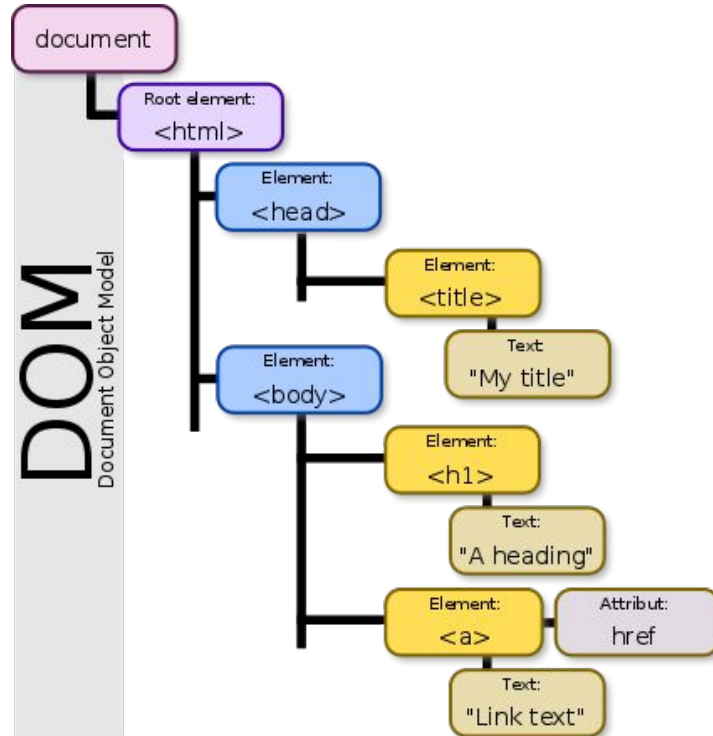 document
Root element:
<html>
Element:
<head>
Element:
<title>
Text
"My title"
Element:
<body>
Element:
<h1>
Text:
"A heading"
Element:
<a>
Attribut:
href
Text:
"Link text"
DOM
Document Object Model